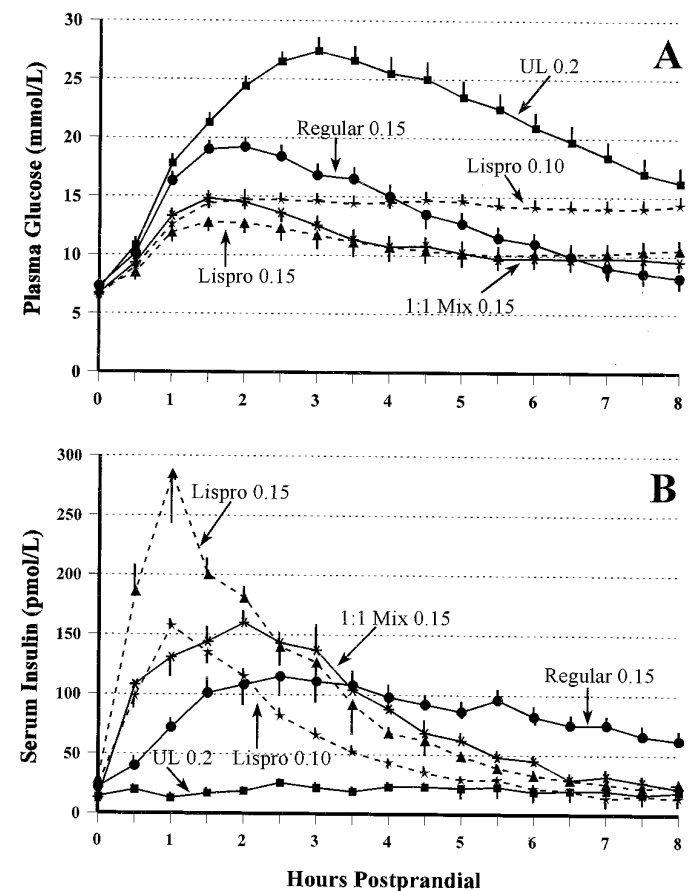 30
A
UL 0.2
25
Regular 0.15
20
Lispro 0.10
15
10
Lispro 0.15
1:1 Mix 0.15
5
0
Plasma Glucose (mmol/L)
0 1 2 3 4 5 6 7 8
300
B
Lispro 0.15
250
200
1:1 Mix 0.15
150
Regular 0.15
100
UL 0.2
Lispro 0.10
50
0
Serum Insulin (pmol/L)
0 1 2 3 4 5 6 7 8
Hours Postprandial